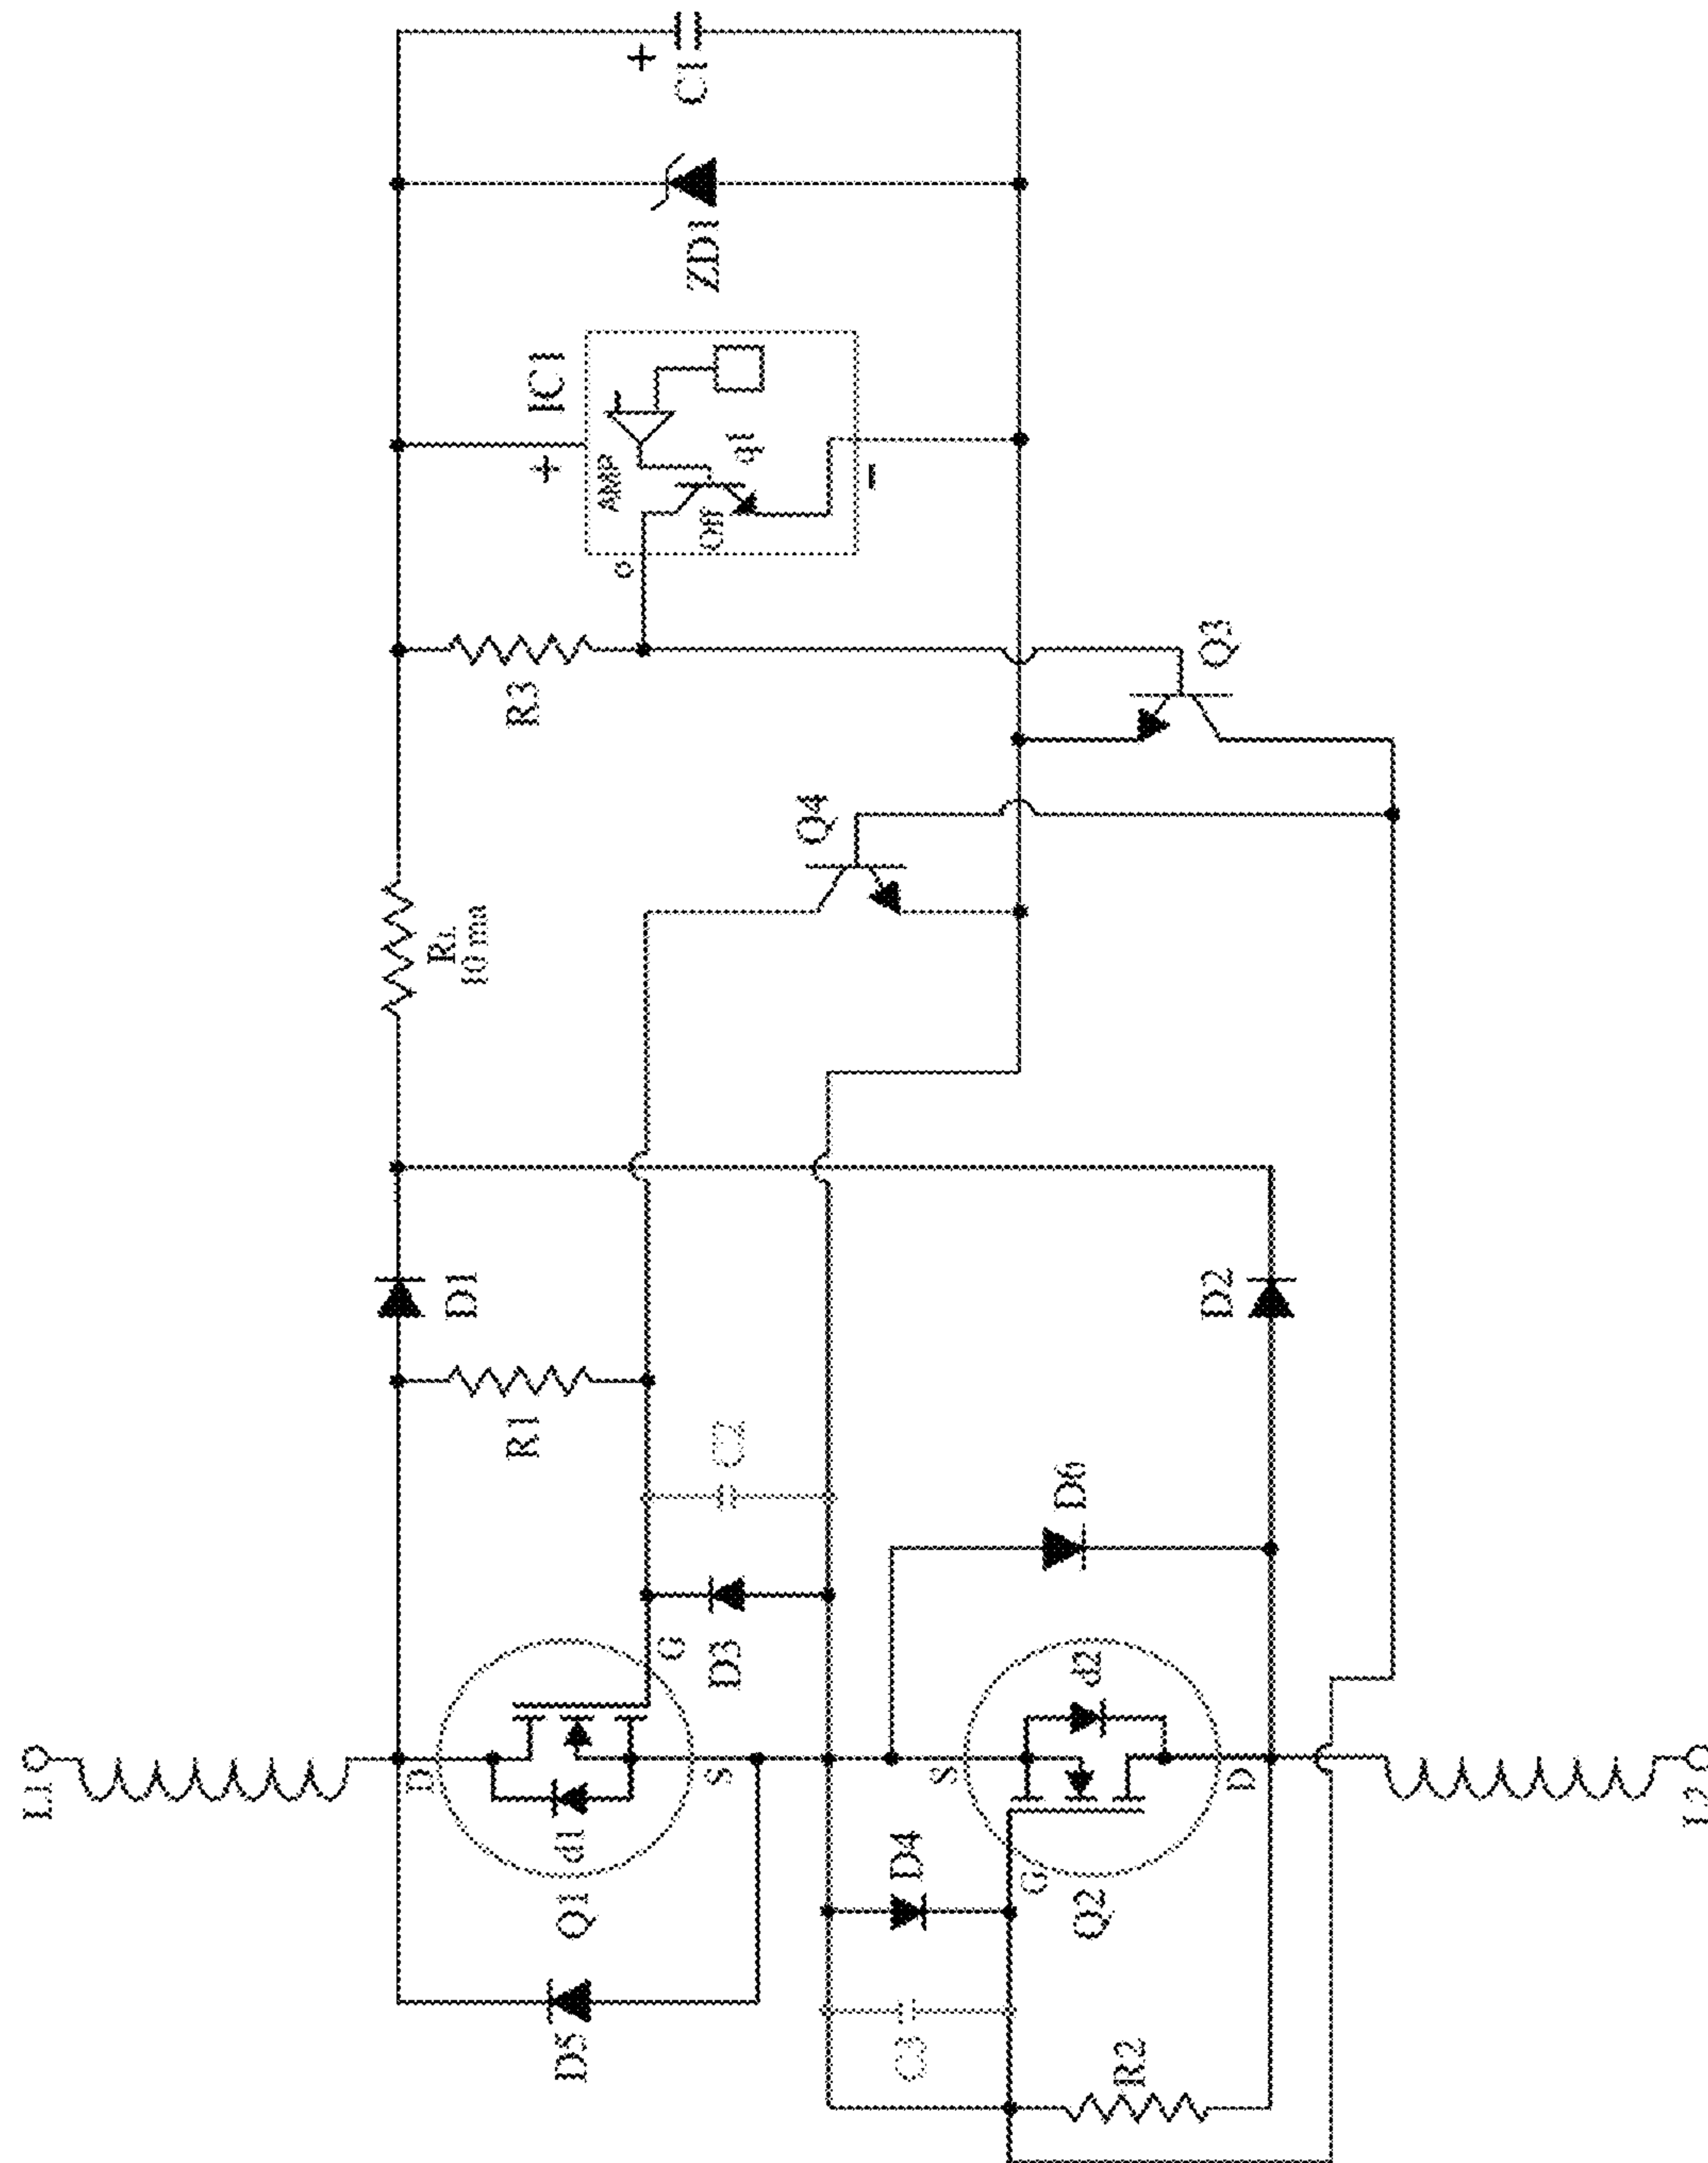 L1
D
d1
Q1
S
D5
G
D3
C2
R1
D1
RL
10 ma
R3
IC1
+
AMP
q1
Off
o
−
ZD1
+
C1
Q4
Q3
D2
D6
d2
S
D
G
Q2
D4
C3
R2
L2